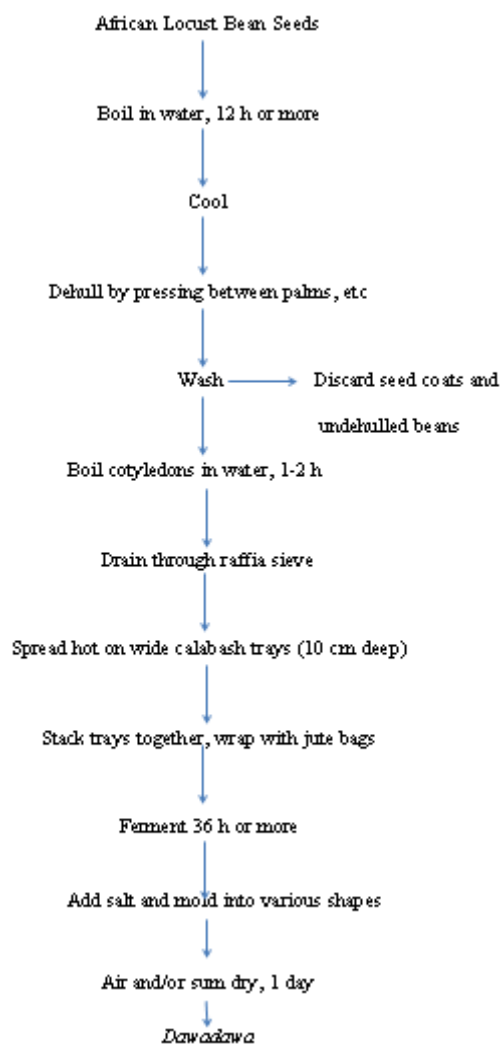 African Locust Bean Seeds
Boil in water, 12 h or more
Cool
Dehull by pressing between palms, etc
Wash
Discard seed coats and
undehulled beans
Boil cotyledons in water, 1-2 h
Drain through raffia sieve
Spread hot on wide calabash trays (10 cm deep)
Stack trays together, wrap with jute bags
Ferment 36 h or more
Add salt and mold into various shapes
Air and/or sum dry, 1 day
Dawadawa